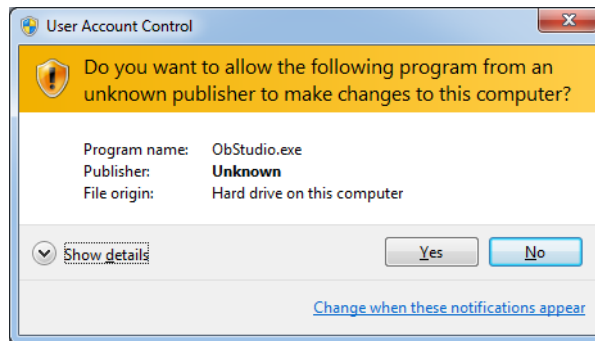 User Account Control
Do you want to allow the following program from an
unknown publisher to make changes to this computer?
Program name: ObStudio.exe
Publisher: Unknown
File origin: Hard drive on this computer
Show details
Yes No
Change when these notifications appear